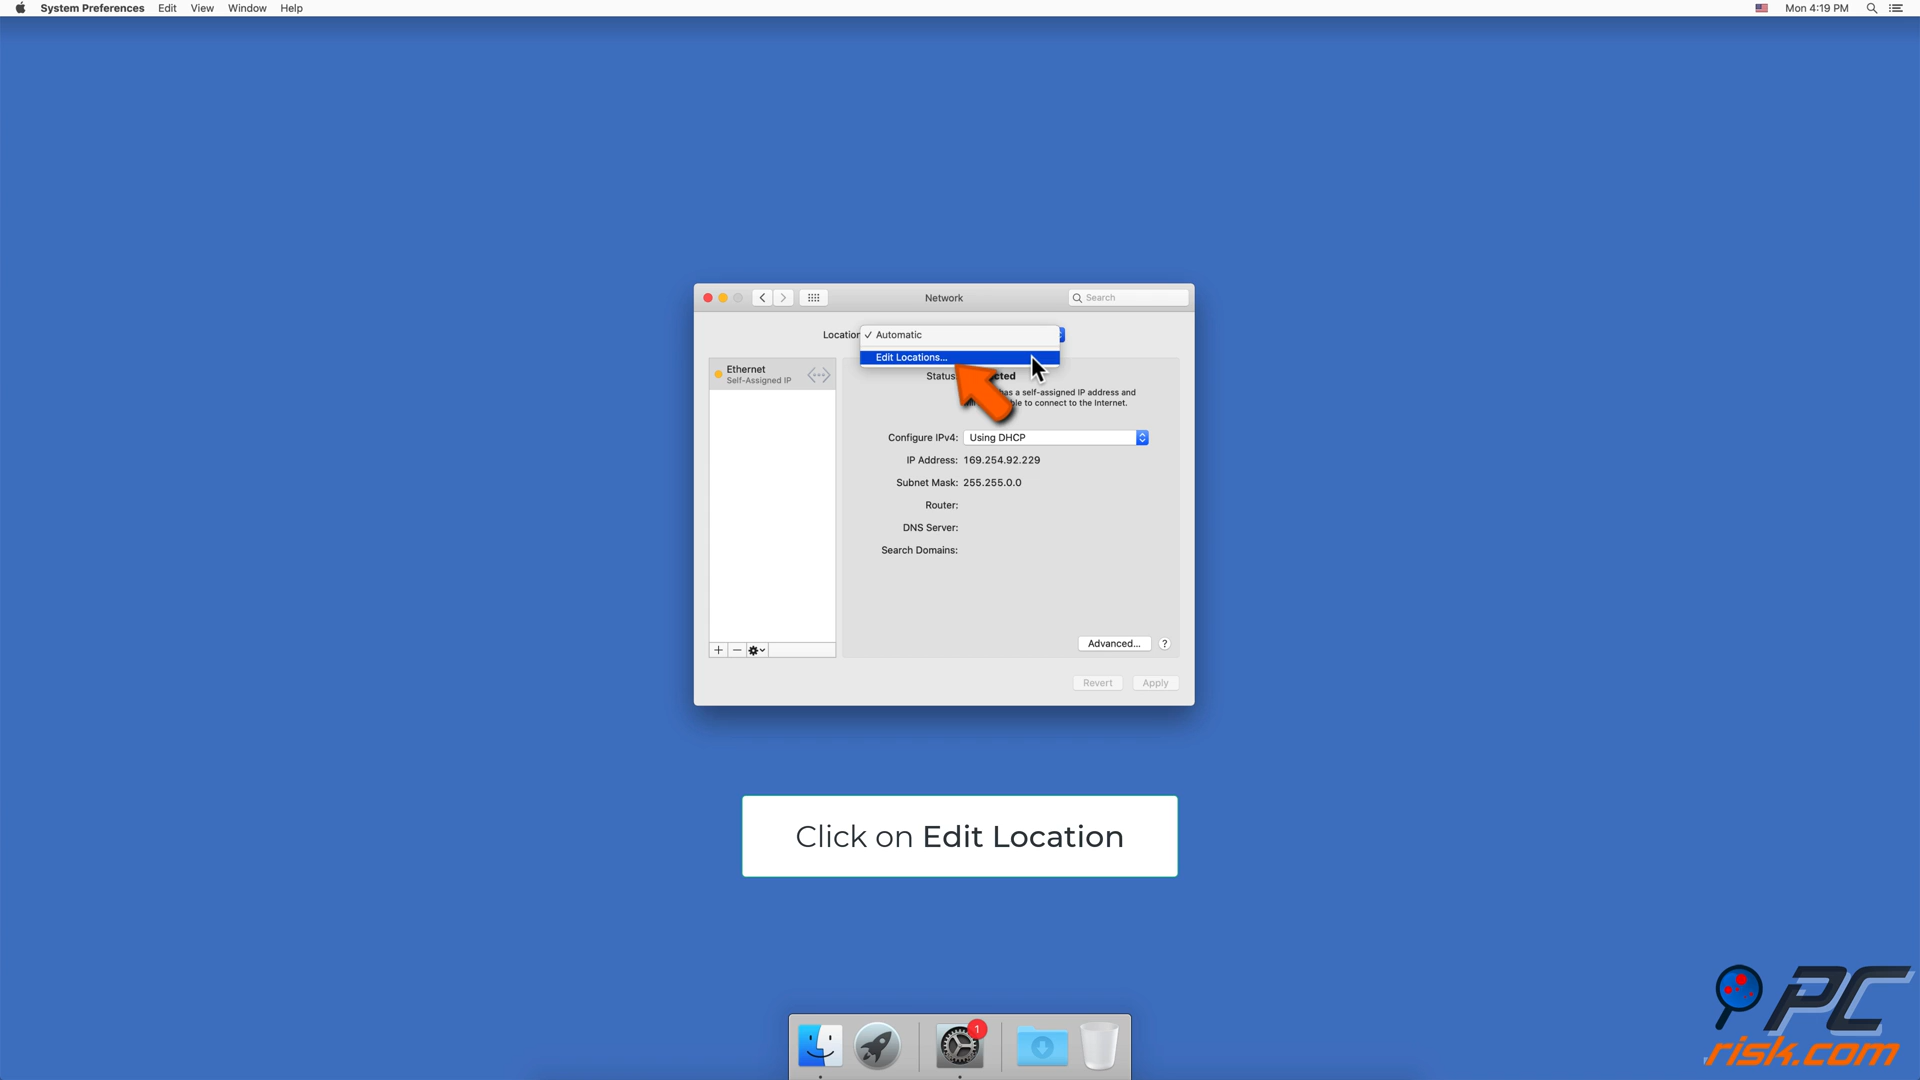 System Preferences Edit View Window Help
Mon 4:19 PM
Network
Search
Location
✓ Automatic
Edit Locations...
Ethernet
Self-Assigned IP
Status:
has a self-assigned IP address and
to connect to the Internet.
Configure IPv4: Using DHCP
IP Address: 169.254.92.229
Subnet Mask: 255.255.0.0
Router:
DNS Server:
Search Domains:
Advanced... ?
Revert Apply
Click on Edit Location
1
PC
risk.com